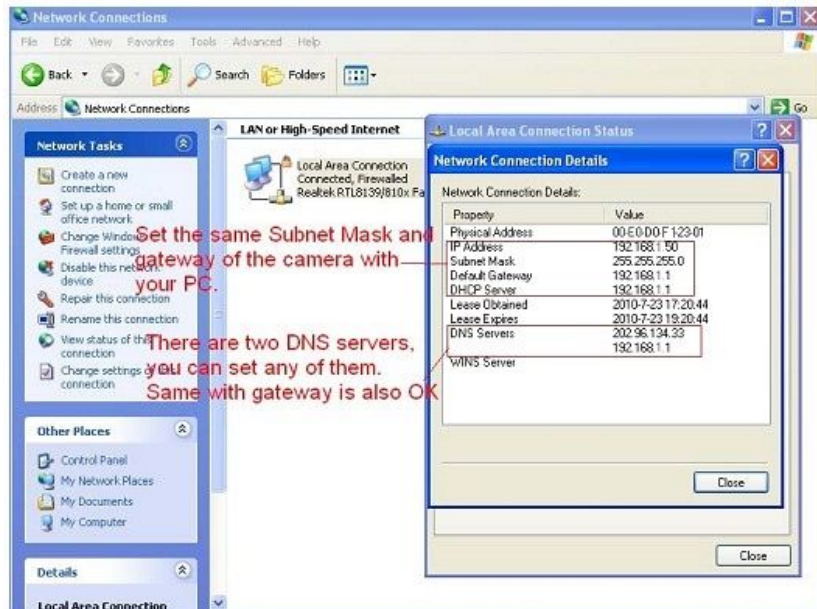 Network Connections
File Edit View Favorites Tools Advanced Help
Back Search Folders
Address Network Connections Go
Network Tasks
Create a new
connection
Set up a home or small
office network
Change Windows
Firewall settings
Disable this network
device
Repair this connection
Rename this connection
View status of this
connection
Change settings of this
connection
Other Places
Control Panel
My Network Places
My Documents
My Computer
Details
Local Area Connection
LAN or High-Speed Internet
Local Area Connection
Connected, Firewalled
Realtek RTL8139/810x Fa
Set the same Subnet Mask and
gateway of the camera with
your PC.
There are two DNS servers,
you can set any of them.
Same with gateway is also OK
Local Area Connection Status
Network Connection Details
Network Connection Details:
Property Value
Physical Address 00-E0-D0-F1-23-01
IP Address 192.168.1.50
Subnet Mask 255.255.255.0
Default Gateway 192.168.1.1
DHCP Server 192.168.1.1
Lease Obtained 2010-7-23 17:20:44
Lease Expires 2010-7-23 19:20:44
DNS Servers 202.96.134.33
192.168.1.1
WINS Server
Close
Close